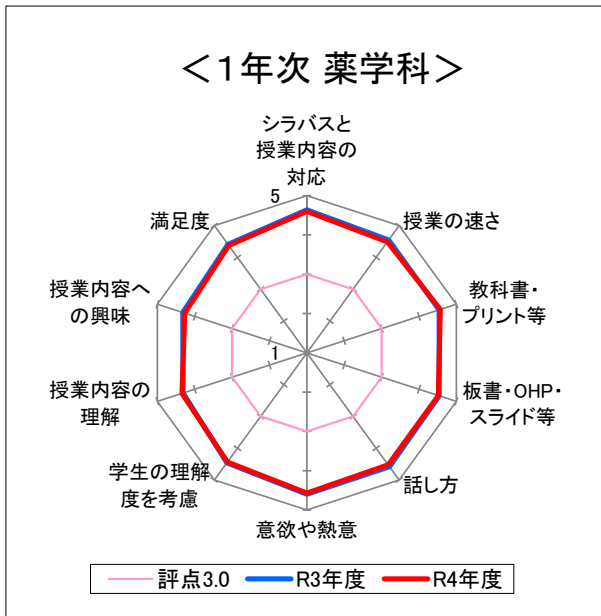 ＜1年次 薬学科＞
シラバスと
授業内容の
対応
5
授業の速さ
教科書・
プリント等
板書・OHP・
スライド等
話し方
意欲や熱意
学生の理解
度を考慮
授業内容の
理解
授業内容へ
の興味
満足度
1
評点3.0
R3年度
R4年度